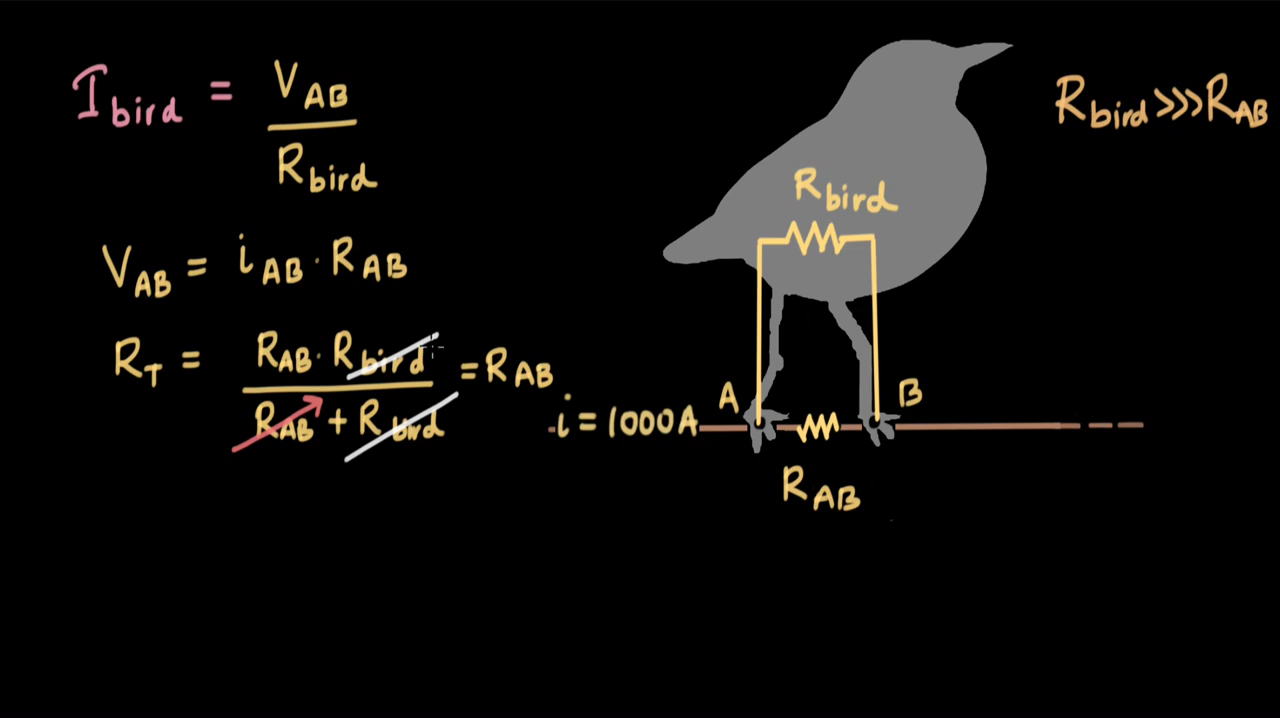 I_bird = V_AB / R_bird
V_AB = i_AB · R_AB
R_T = R_AB · R_bird / R_AB + R_bird = R_AB
R_bird >>> R_AB
R_bird
A
B
i = 1000A
R_AB